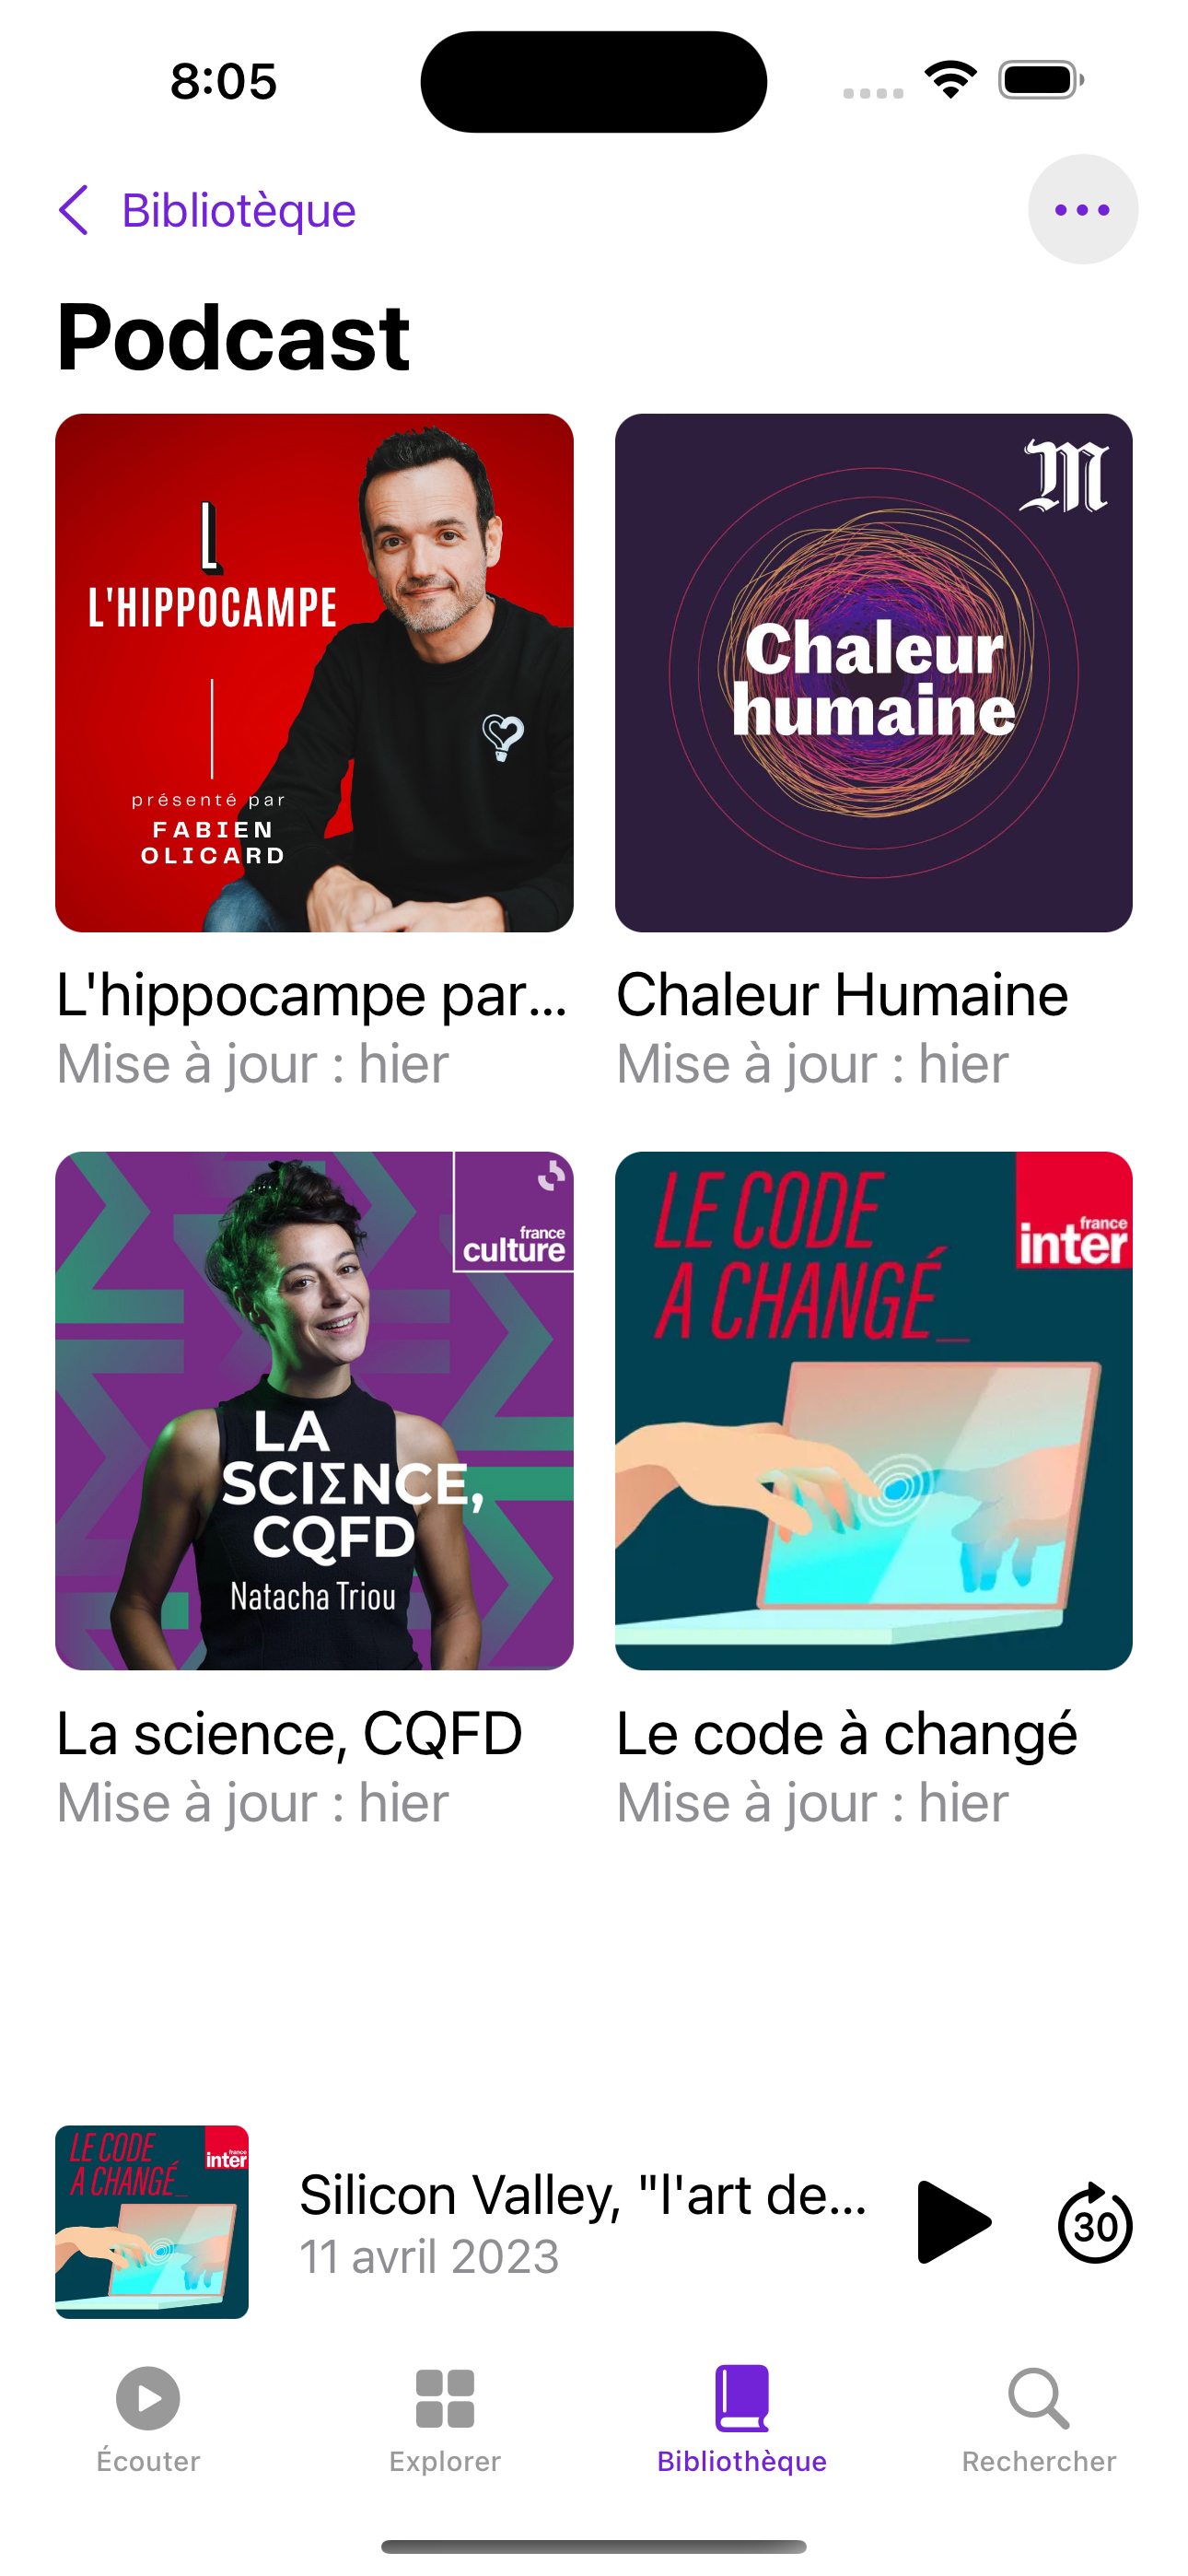 8:05
Bibliotèque
Podcast
L
L'HIPPOCAMPE
présenté par
FABIEN
OLICARD
M
Chaleur
humaine
L'hippocampe par...
Mise à jour : hier
Chaleur Humaine
Mise à jour : hier
france
culture
LA
SCIΣNCE,
CQFD
Natacha Triou
LE CODE
A CHANGÉ_
france
inter
La science, CQFD
Mise à jour : hier
Le code à changé
Mise à jour : hier
LE CODE
A CHANGÉ_
france
inter
Silicon Valley, "l'art de...
11 avril 2023
30
Écouter
Explorer
Bibliothèque
Rechercher